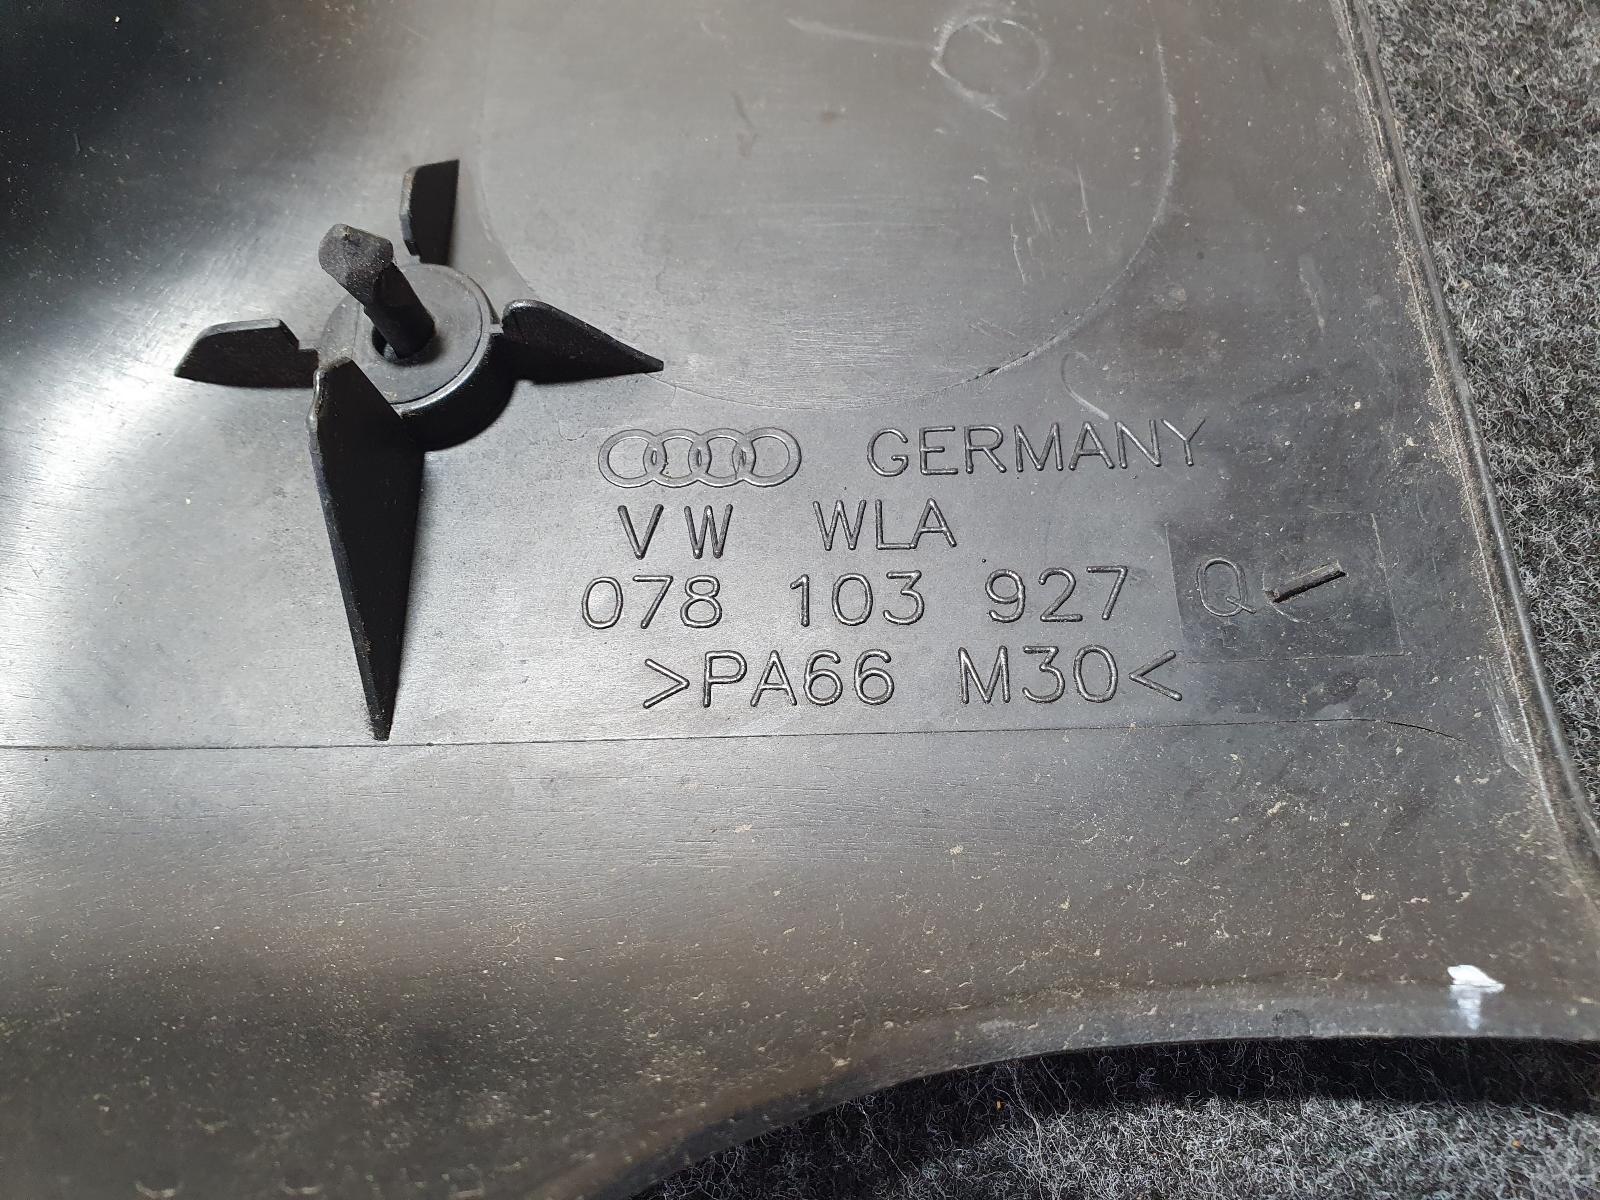 GERMANY
VW WLA
078 103 927 Q
>PA66 M30<